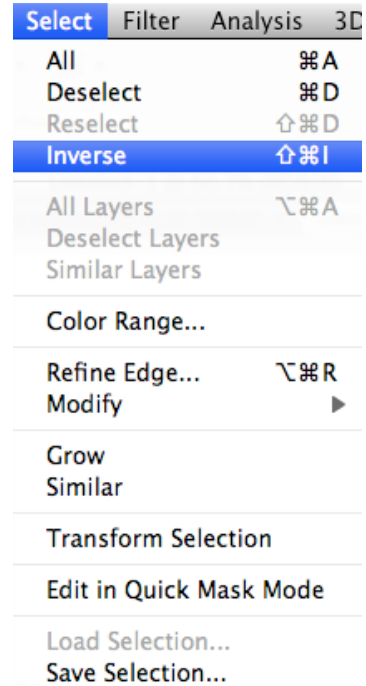 Select Filter Analysis 3D
All ⌘A
Deselect ⌘D
Reselect ⇧⌘D
Inverse ⇧⌘I
All Layers ⌥⌘A
Deselect Layers
Similar Layers
Color Range...
Refine Edge... ⌥⌘R
Modify ▶
Grow
Similar
Transform Selection
Edit in Quick Mask Mode
Load Selection...
Save Selection...